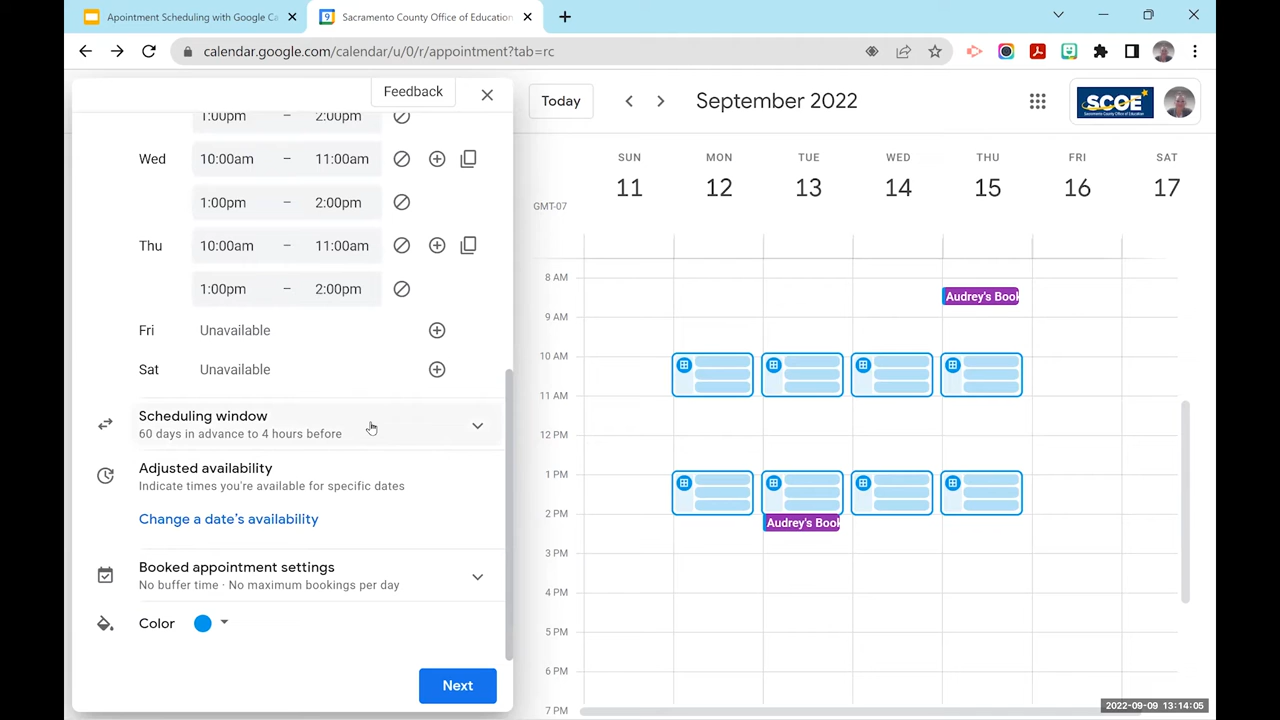 Apointment Scheduling with Google Ca
Sacramento County Office of Education
calendar.google.com/calendar/u/0/r/appointment?tab=rc
Feedback
Today
September 2022
SCOE
Sacramento County Office of Education
1:00pm – 2:00pm
Wed 10:00am – 11:00am
1:00pm – 2:00pm
Thu 10:00am – 11:00am
1:00pm – 2:00pm
Fri Unavailable
Sat Unavailable
Scheduling window
60 days in advance to 4 hours before
Adjusted availability
Indicate times you're available for specific dates
Change a date's availability
Booked appointment settings
No buffer time · No maximum bookings per day
Color
Next
SUN MON TUE WED THU FRI SAT
11 12 13 14 15 16 17
GMT-07
8 AM
Audrey's Book
9 AM
10 AM
11 AM
12 PM
1 PM
2 PM
Audrey's Book
3 PM
4 PM
5 PM
6 PM
7 PM
2022-09-09 13:14:05